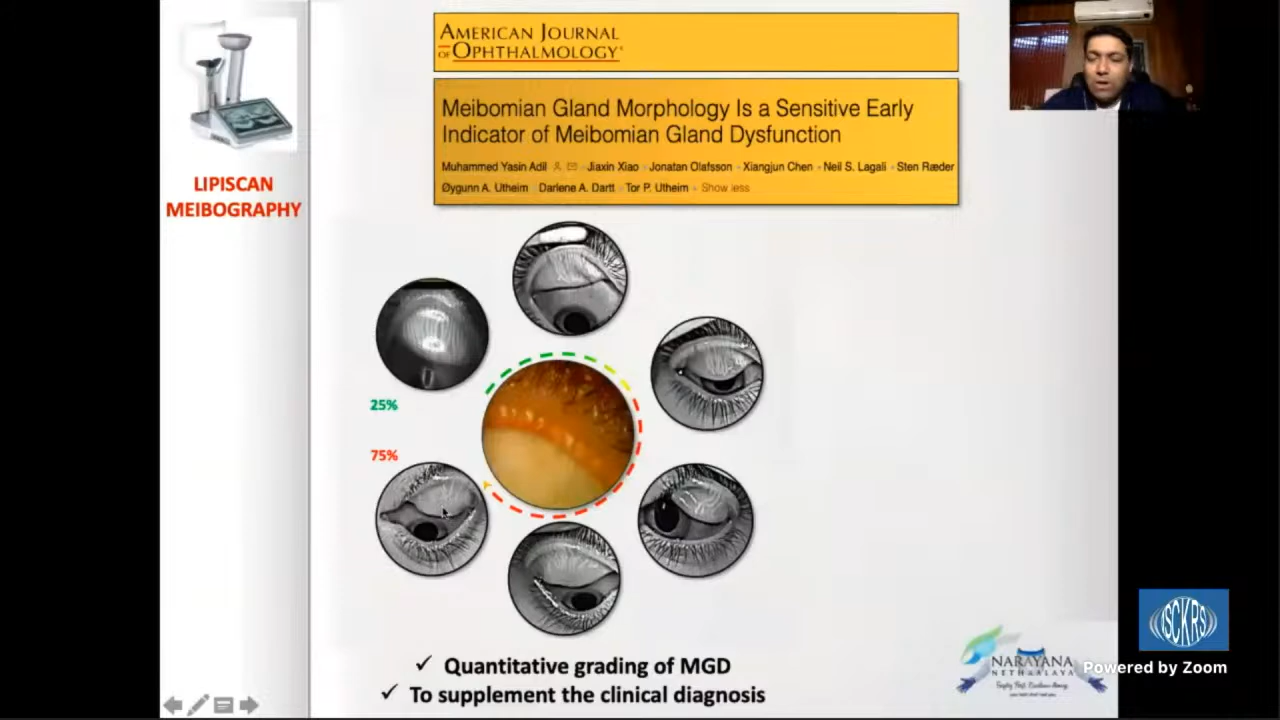 AMERICAN JOURNAL
OF OPHTHALMOLOGY
Meibomian Gland Morphology Is a Sensitive Early
Indicator of Meibomian Gland Dysfunction
Muhammed Yasin Adil Jiaxin Xiao Jonatan Olafsson Xiangjun Chen Neil S. Lagali Sten Ræder
Øygunn A. Utheim Darlene A. Dartt Tor P. Utheim Show less
LIPISCAN
MEIBOGRAPHY
25%
75%
✓ Quantitative grading of MGD
✓ To supplement the clinical diagnosis
NARAYANA
NETHRALAYA
ISCKRS
Powered by Zoom